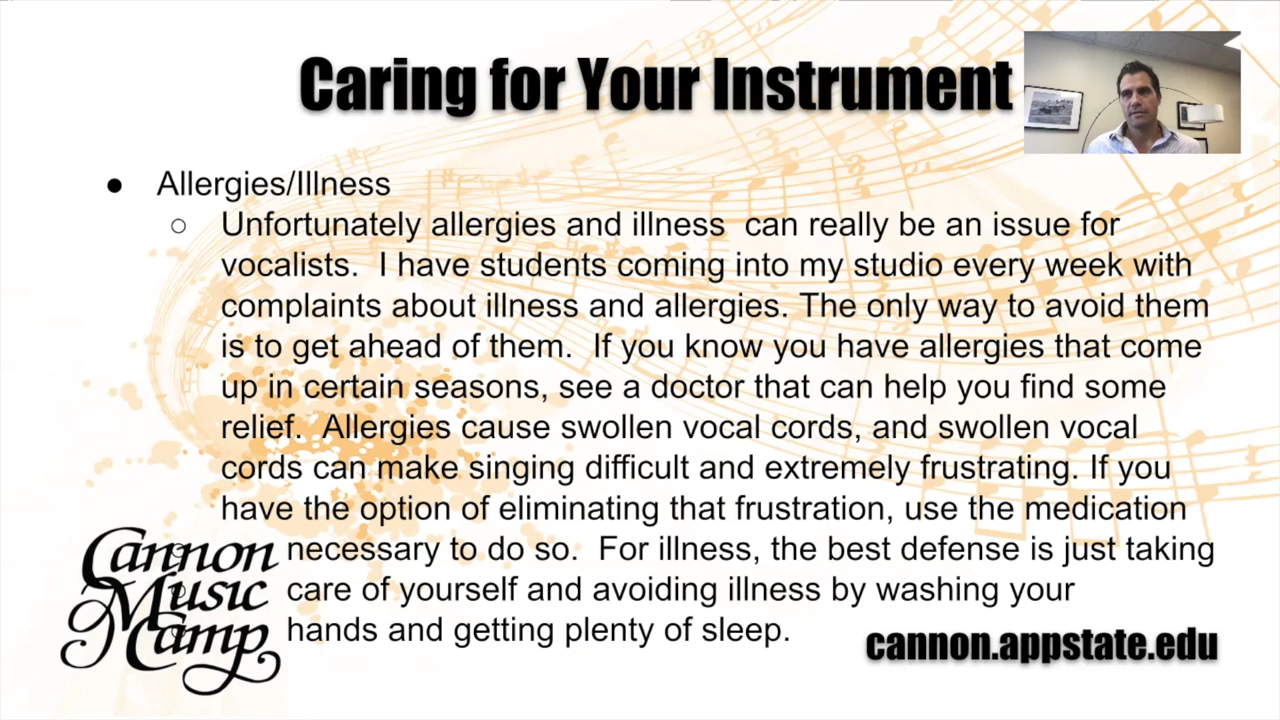 Caring for Your Instrument
● Allergies/Illness
○ Unfortunately allergies and illness  can really be an issue for
vocalists.  I have students coming into my studio every week with
complaints about illness and allergies. The only way to avoid them
is to get ahead of them.  If you know you have allergies that come
up in certain seasons, see a doctor that can help you find some
relief.  Allergies cause swollen vocal cords, and swollen vocal
cords can make singing difficult and extremely frustrating. If you
have the option of eliminating that frustration, use the medication
necessary to do so.  For illness, the best defense is just taking
care of yourself and avoiding illness by washing your
hands and getting plenty of sleep.
Cannon
Music
Camp
cannon.appstate.edu